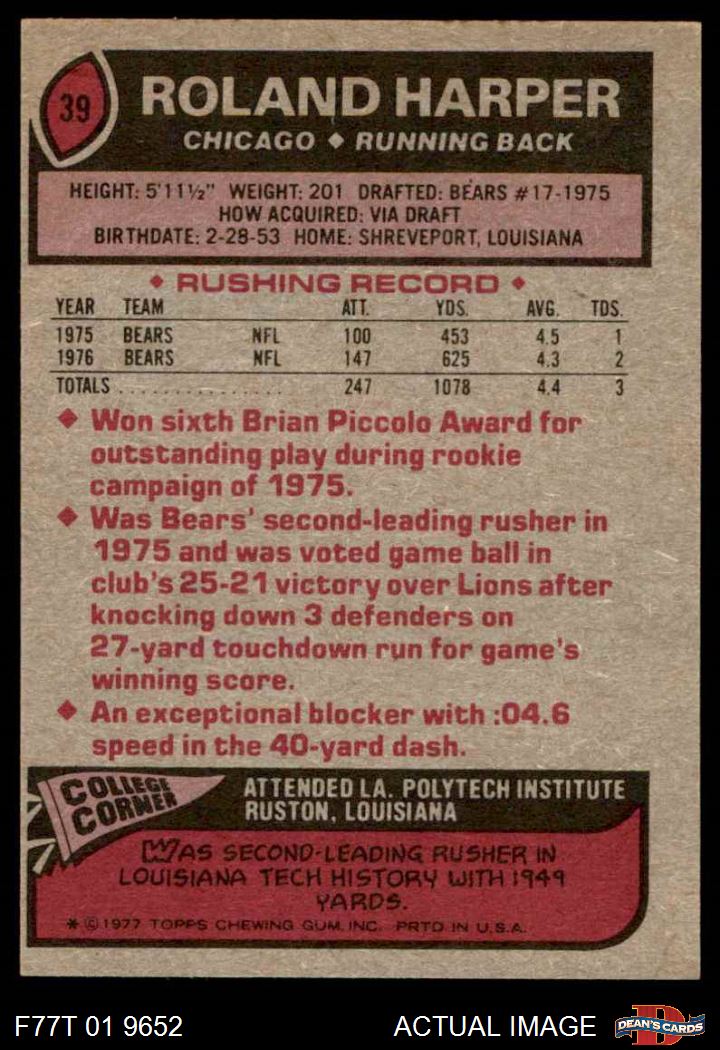 39
ROLAND HARPER
CHICAGO ◆ RUNNING BACK
HEIGHT: 5'11½" WEIGHT: 201 DRAFTED: BEARS #17-1975
HOW ACQUIRED: VIA DRAFT
BIRTHDATE: 2-28-53 HOME: SHREVEPORT, LOUISIANA
◆ RUSHING RECORD ◆
YEAR TEAM ATT. YDS. AVG. TDS.
1975 BEARS NFL 100 453 4.5 1
1976 BEARS NFL 147 625 4.3 2
TOTALS . . . . . . . . . . . . . . . . 247 1078 4.4 3
◆ Won sixth Brian Piccolo Award for
outstanding play during rookie
campaign of 1975.
◆ Was Bears' second-leading rusher in
1975 and was voted game ball in
club's 25-21 victory over Lions after
knocking down 3 defenders on
27-yard touchdown run for game's
winning score.
◆ An exceptional blocker with :04.6
speed in the 40-yard dash.
COLLEGE
CORNER
ATTENDED LA. POLYTECH INSTITUTE
RUSTON, LOUISIANA
WAS SECOND-LEADING RUSHER IN
LOUISIANA TECH HISTORY WITH 1949
YARDS.
* © 1977 TOPPS CHEWING GUM, INC. PRTD. IN U.S.A.
F77T 01 9652
ACTUAL IMAGE
D
DEAN'S CARDS